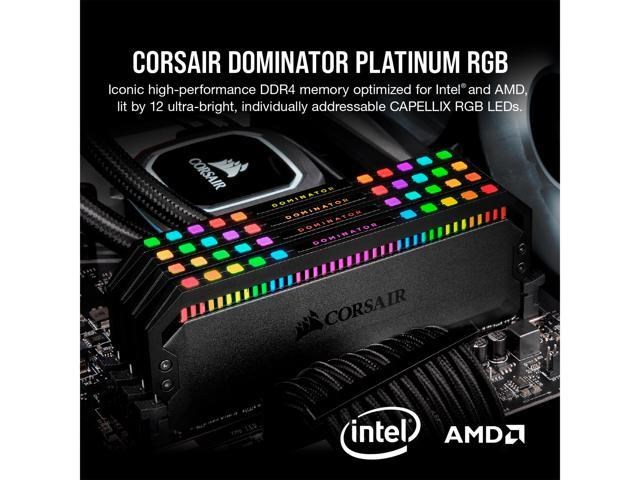 CORSAIR DOMINATOR PLATINUM RGB
Iconic high-performance DDR4 memory optimized for Intel® and AMD,
lit by 12 ultra-bright, individually addressable CAPELLIX RGB LEDs.
CORSAIR
DOMINATOR
DOMINATOR
DOMINATOR
DOMINATOR
CORSAIR
intel
AMD